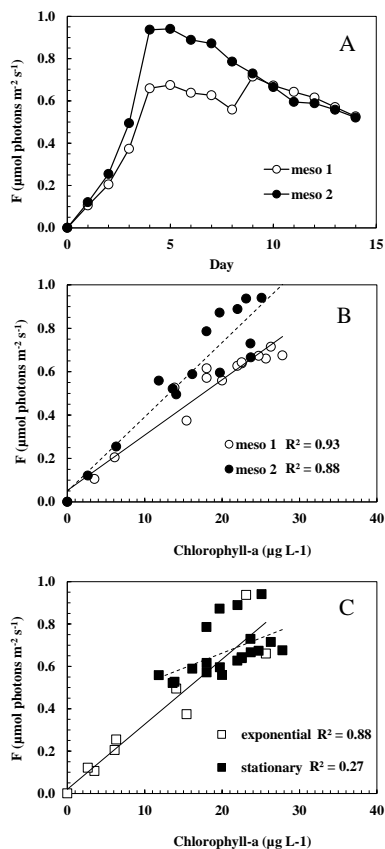 A
F (µmol photons m⁻² s⁻¹)
1.0
0.8
0.6
0.4
0.2
0.0
meso 1
meso 2
0 5 10 15
Day
B
F (µmol photons m⁻² s⁻¹)
1.0
0.8
0.6
0.4
0.2
0.0
meso 1 R² = 0.93
meso 2 R² = 0.88
0 10 20 30 40
Chlorophyll-a (µg L-1)
C
F (µmol photons m⁻² s⁻¹)
1.0
0.8
0.6
0.4
0.2
0.0
exponential R² = 0.88
stationary R² = 0.27
0 10 20 30 40
Chlorophyll-a (µg L-1)